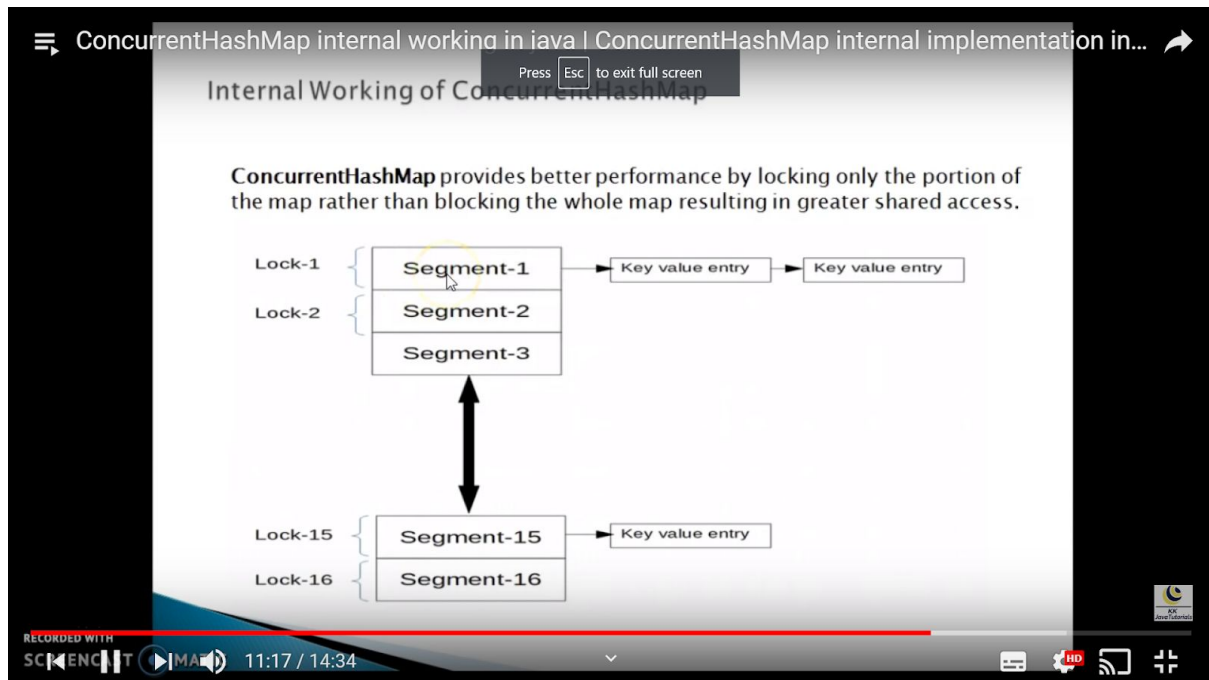 ConcurrentHashMap internal working in java | ConcurrentHashMap internal implementation in...
Press Esc to exit full screen
Internal Working of ConcurrentHashMap
ConcurrentHashMap provides better performance by locking only the portion of
the map rather than blocking the whole map resulting in greater shared access.
Lock-1
Segment-1
Key value entry
Key value entry
Lock-2
Segment-2
Segment-3
Lock-15
Segment-15
Key value entry
Lock-16
Segment-16
KK
JavaTutorials
RECORDED WITH
11:17 / 14:34
HD